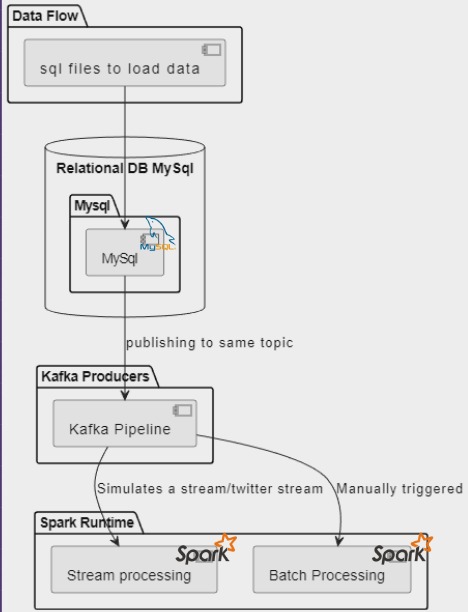 Data Flow
sql files to load data
Relational DB MySql
Mysql
MySQL
MySql
publishing to same topic
Kafka Producers
Kafka Pipeline
Simulates a stream/twitter stream
Manually triggered
Spark Runtime
Spark
Spark
Stream processing
Batch Processing